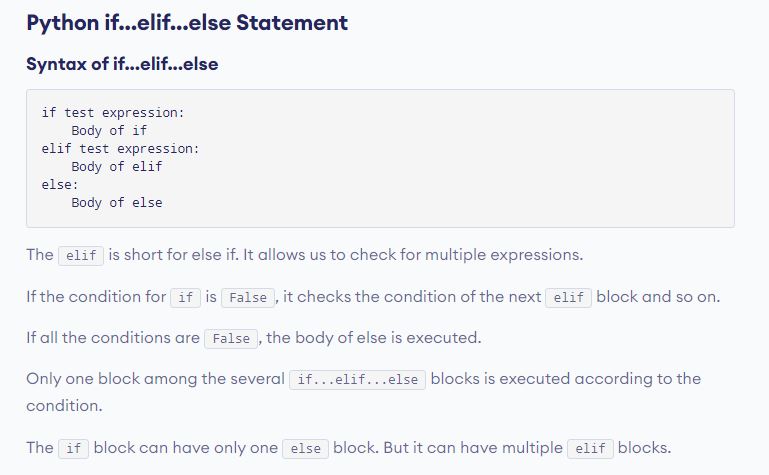 Python if...elif...else Statement
Syntax of if...elif...else
if test expression:
    Body of if
elif test expression:
    Body of elif
else:
    Body of else
The elif is short for else if. It allows us to check for multiple expressions.
If the condition for if is False , it checks the condition of the next elif block and so on.
If all the conditions are False , the body of else is executed.
Only one block among the several if...elif...else blocks is executed according to the
condition.
The if block can have only one else block. But it can have multiple elif blocks.